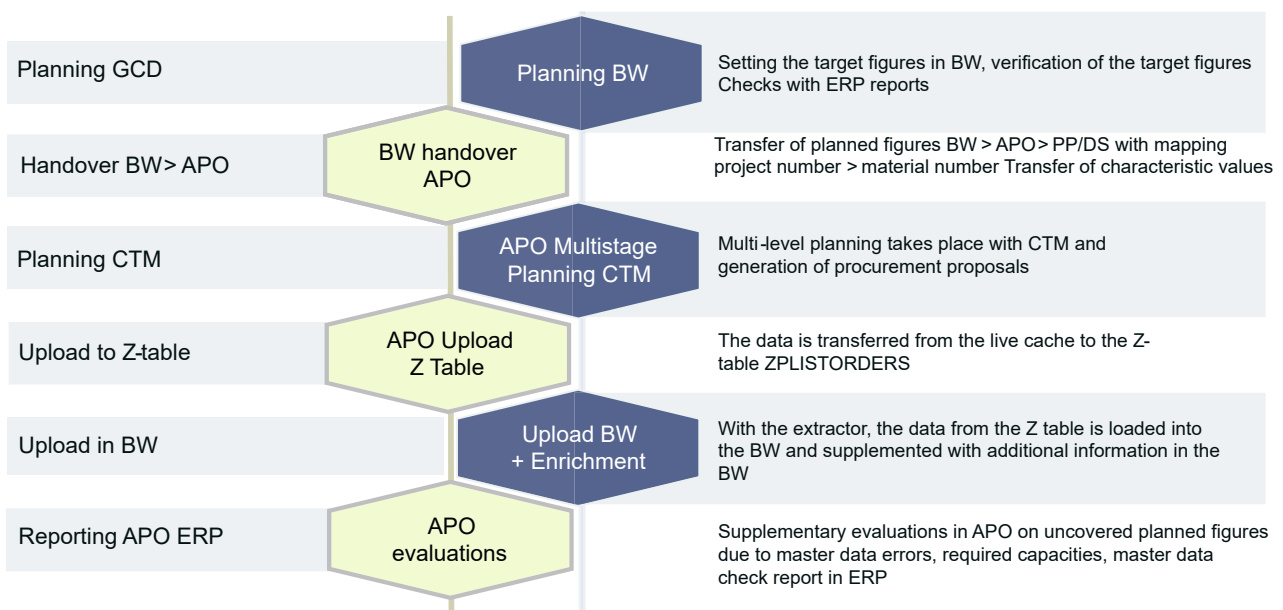 Planning GCD
Planning BW
Setting the target figures in BW, verification of the target figures
Checks with ERP reports
Handover BW> APO
BW handover
APO
Transfer of planned figures BW > APO> PP/DS with mapping
project number > material number Transfer of characteristic values
Planning CTM
APO Multistage
Planning CTM
Multi-level planning takes place with CTM and
generation of procurement proposals
Upload to Z-table
APO Upload
Z Table
The data is transferred from the live cache to the Z-
table ZPLISTORDERS
Upload in BW
Upload BW
+ Enrichment
With the extractor, the data from the Z table is loaded into
the BW and supplemented with additional information in the
BW
Reporting APO ERP
APO
evaluations
Supplementary evaluations in APO on uncovered planned figures
due to master data errors, required capacities, master data
check report in ERP